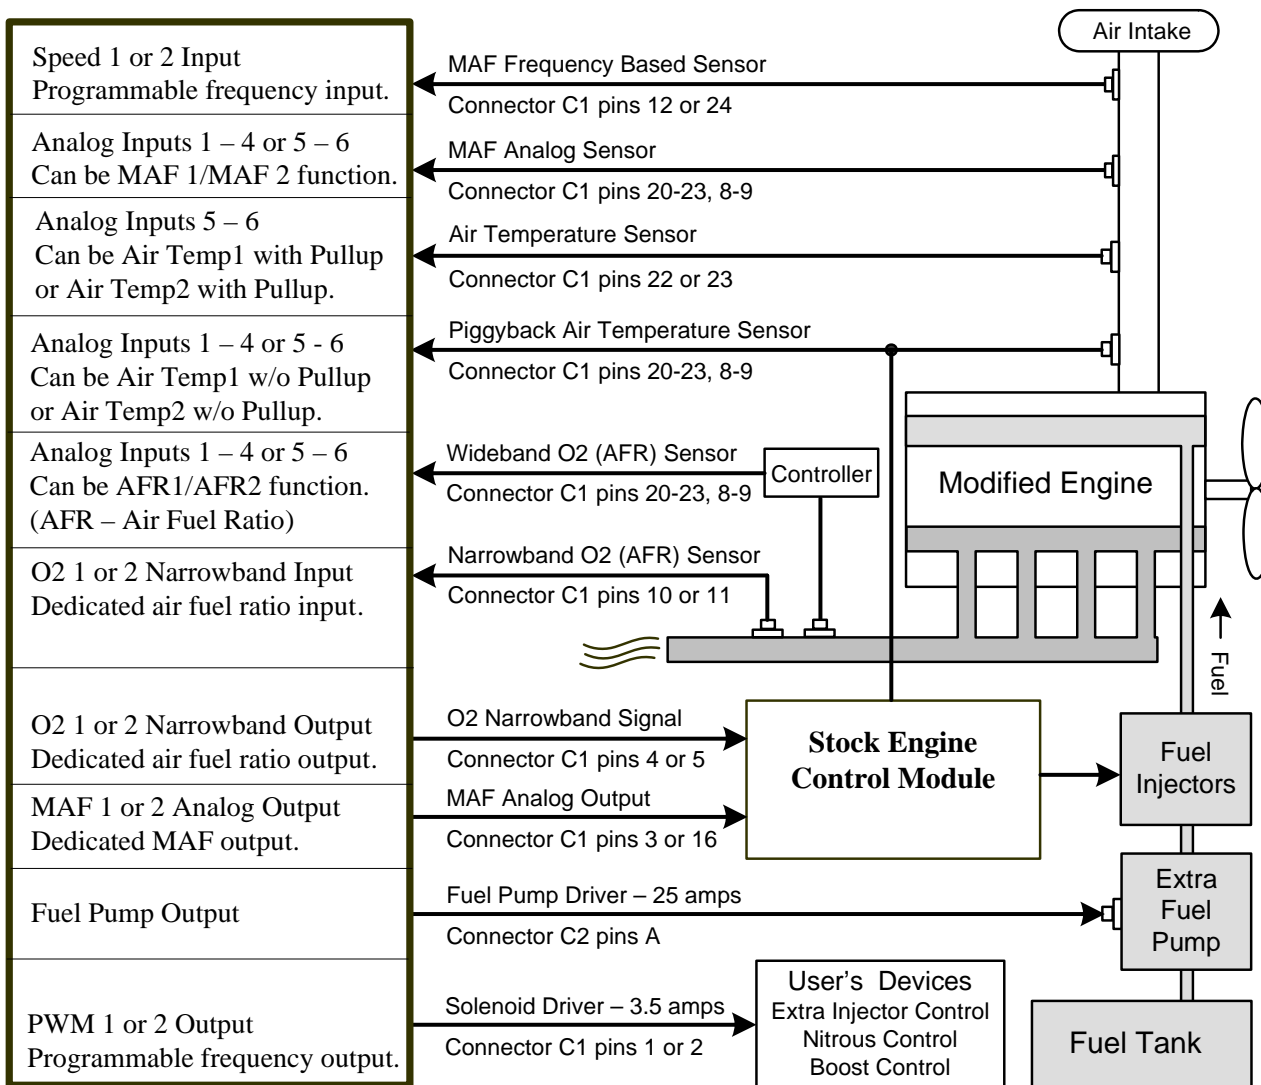 Air Intake
Speed 1 or 2 Input
Programmable frequency input.
MAF Frequency Based Sensor
Connector C1 pins 12 or 24
Analog Inputs 1 – 4 or 5 – 6
Can be MAF 1/MAF 2 function.
MAF Analog Sensor
Connector C1 pins 20-23, 8-9
Analog Inputs 5 – 6
Can be Air Temp1 with Pullup
or Air Temp2 with Pullup.
Air Temperature Sensor
Connector C1 pins 22 or 23
Analog Inputs 1 – 4 or 5 - 6
Can be Air Temp1 w/o Pullup
or Air Temp2 w/o Pullup.
Piggyback Air Temperature Sensor
Connector C1 pins 20-23, 8-9
Analog Inputs 1 – 4 or 5 – 6
Can be AFR1/AFR2 function.
(AFR – Air Fuel Ratio)
Wideband O2 (AFR) Sensor
Connector C1 pins 20-23, 8-9
Controller
Modified Engine
O2 1 or 2 Narrowband Input
Dedicated air fuel ratio input.
Narrowband O2 (AFR) Sensor
Connector C1 pins 10 or 11
Fuel
O2 1 or 2 Narrowband Output
Dedicated air fuel ratio output.
O2 Narrowband Signal
Connector C1 pins 4 or 5
Stock Engine
Control Module
Fuel
Injectors
MAF 1 or 2 Analog Output
Dedicated MAF output.
MAF Analog Output
Connector C1 pins 3 or 16
Fuel Pump Output
Fuel Pump Driver – 25 amps
Connector C2 pins A
Extra
Fuel
Pump
PWM 1 or 2 Output
Programmable frequency output.
Solenoid Driver – 3.5 amps
Connector C1 pins 1 or 2
User's Devices
Extra Injector Control
Nitrous Control
Boost Control
Fuel Tank